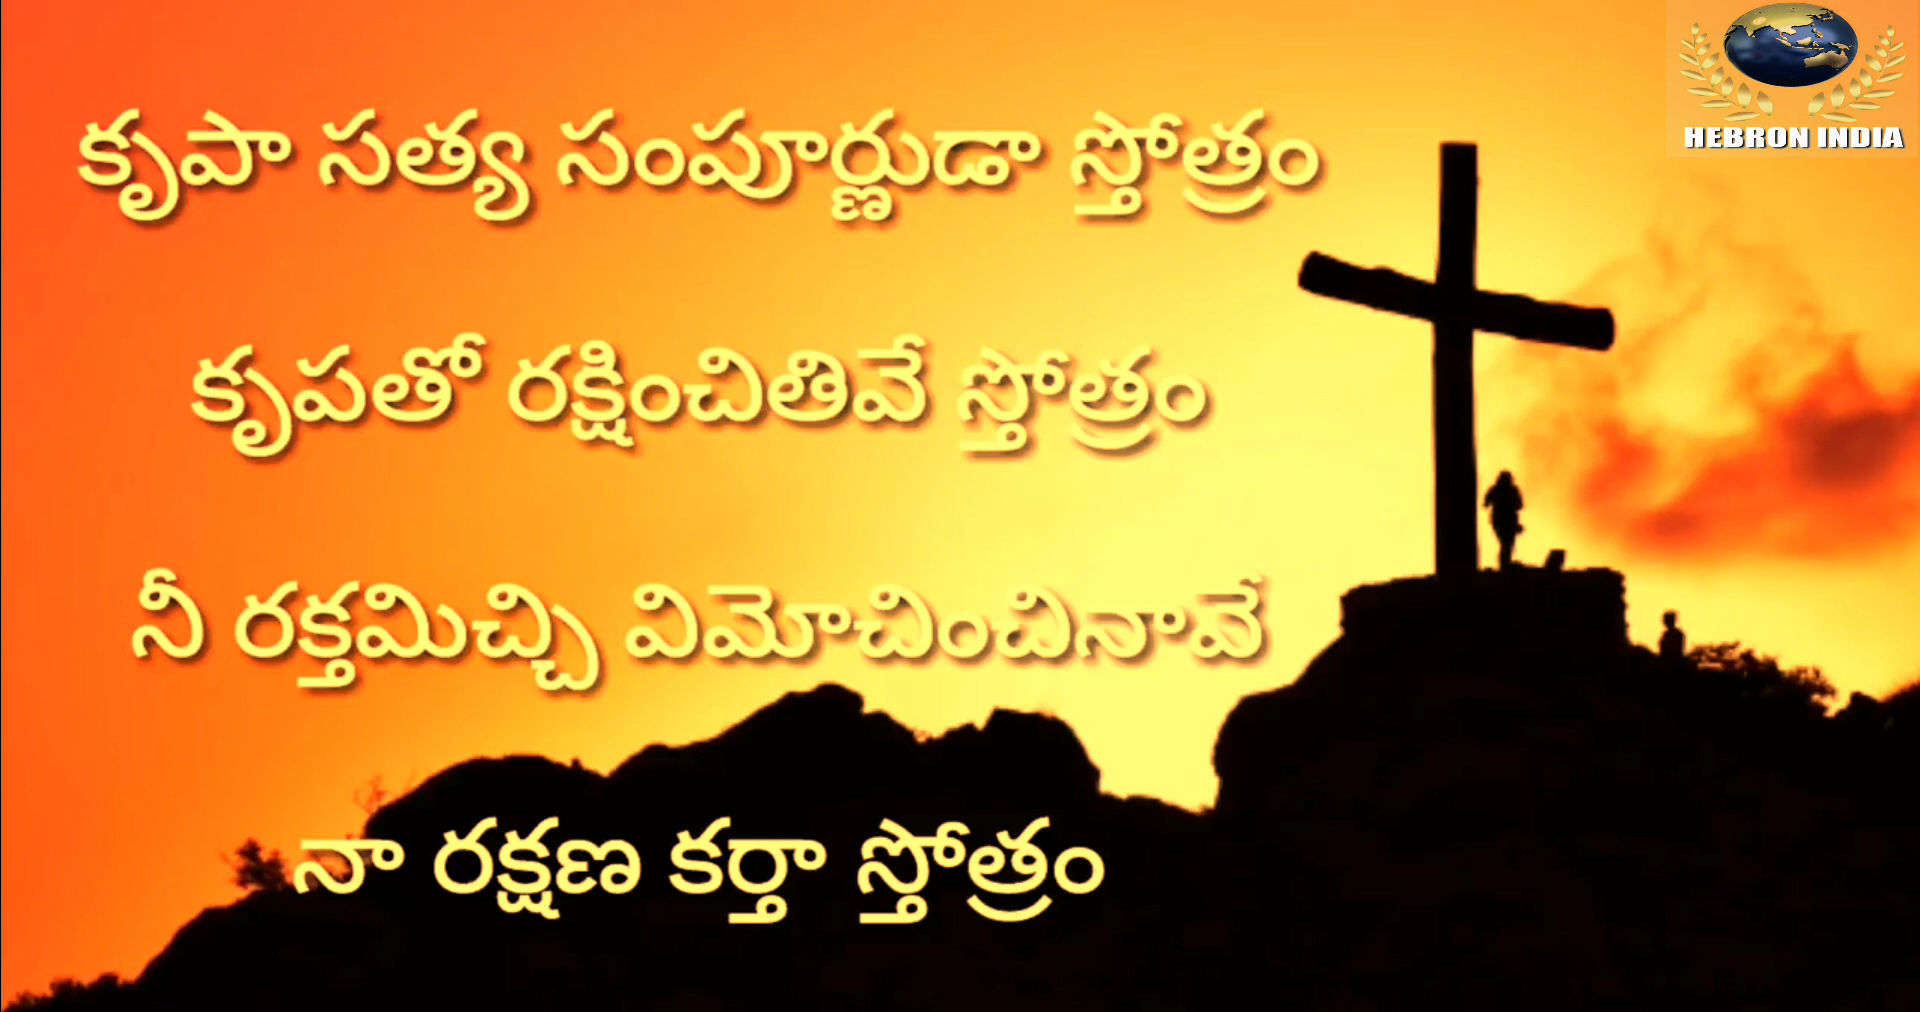 HEBRON INDIA
కృపా సత్య సంపూర్ణుడా స్తోత్రం
కృపతో రక్షించితివే స్తోత్రం
నీ రక్తమిచ్చి విమోచించినావే
నా రక్షణ కర్తా స్తోత్రం